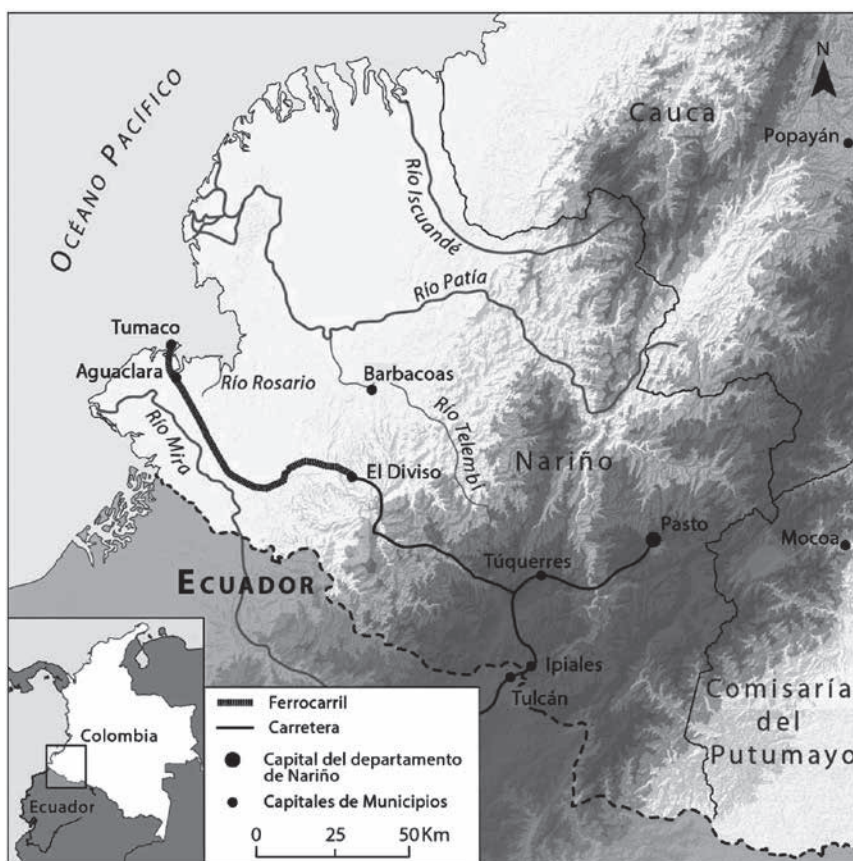 N
OCÉANO PACÍFICO
Cauca
Popayán
Río Iscuandé
Río Patía
Tumaco
Aguaclara
Río Rosario
Barbacoas
Río Mira
Río Telembí
El Diviso
Nariño
Pasto
Mocoa
Túquerres
ECUADOR
Ipiales
Tulcán
Comisaría
del
Putumayo
Colombia
Ecuador
Ferrocarril
Carretera
Capital del departamento
de Nariño
Capitales de Municipios
0 25 50 Km